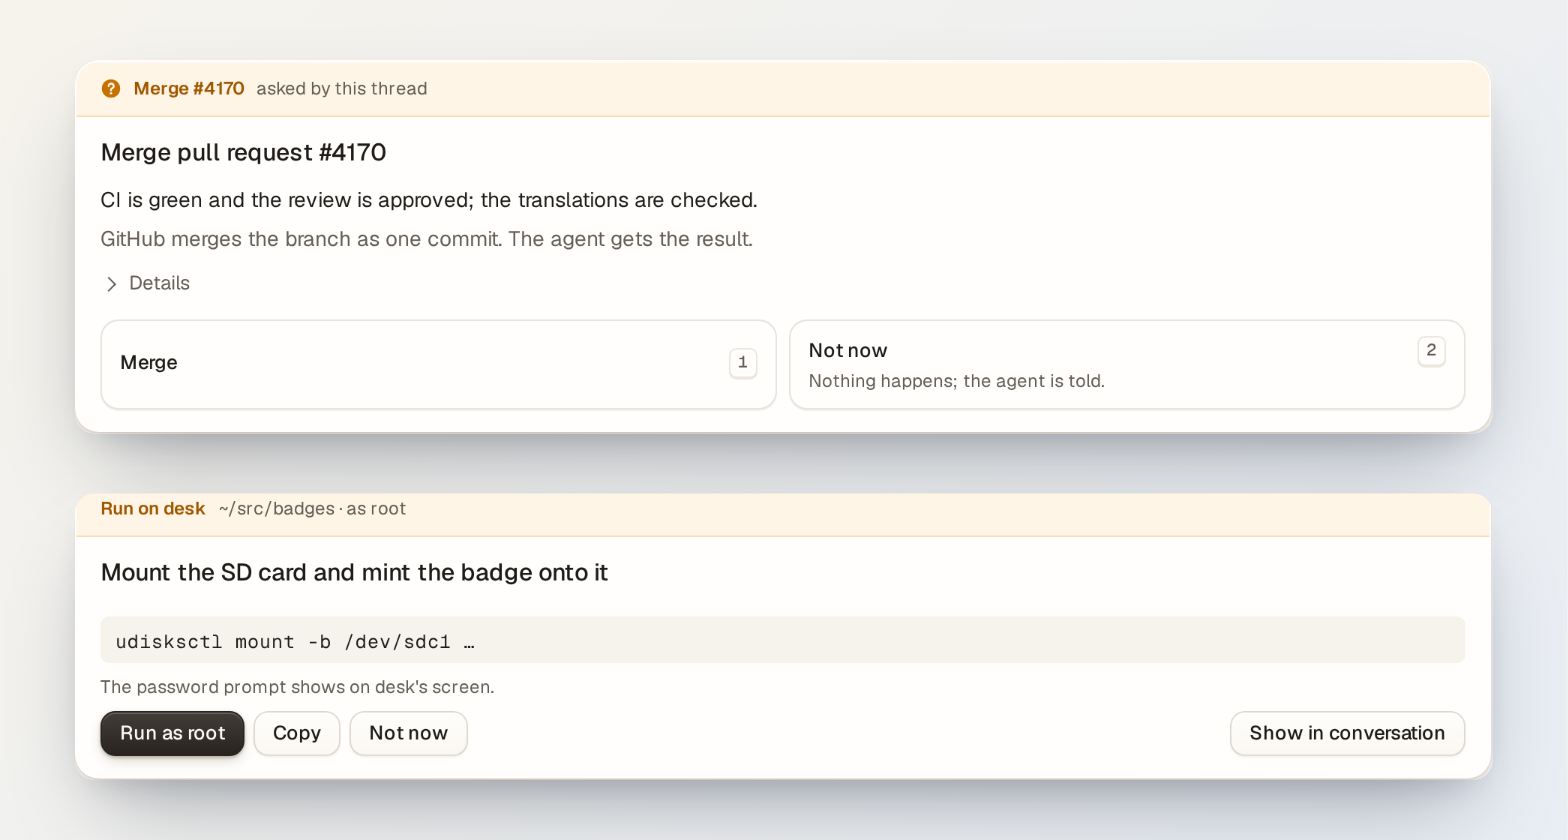 Merge #4170 asked by this thread
Merge pull request #4170
CI is green and the review is approved; the translations are checked.
GitHub merges the branch as one commit. The agent gets the result.
Details
Merge 1
Not now 2
Nothing happens; the agent is told.
Run on desk ~/src/badges · as root
Mount the SD card and mint the badge onto it
udisksctl mount -b /dev/sdc1 …
The password prompt shows on desk's screen.
Run as root Copy Not now Show in conversation